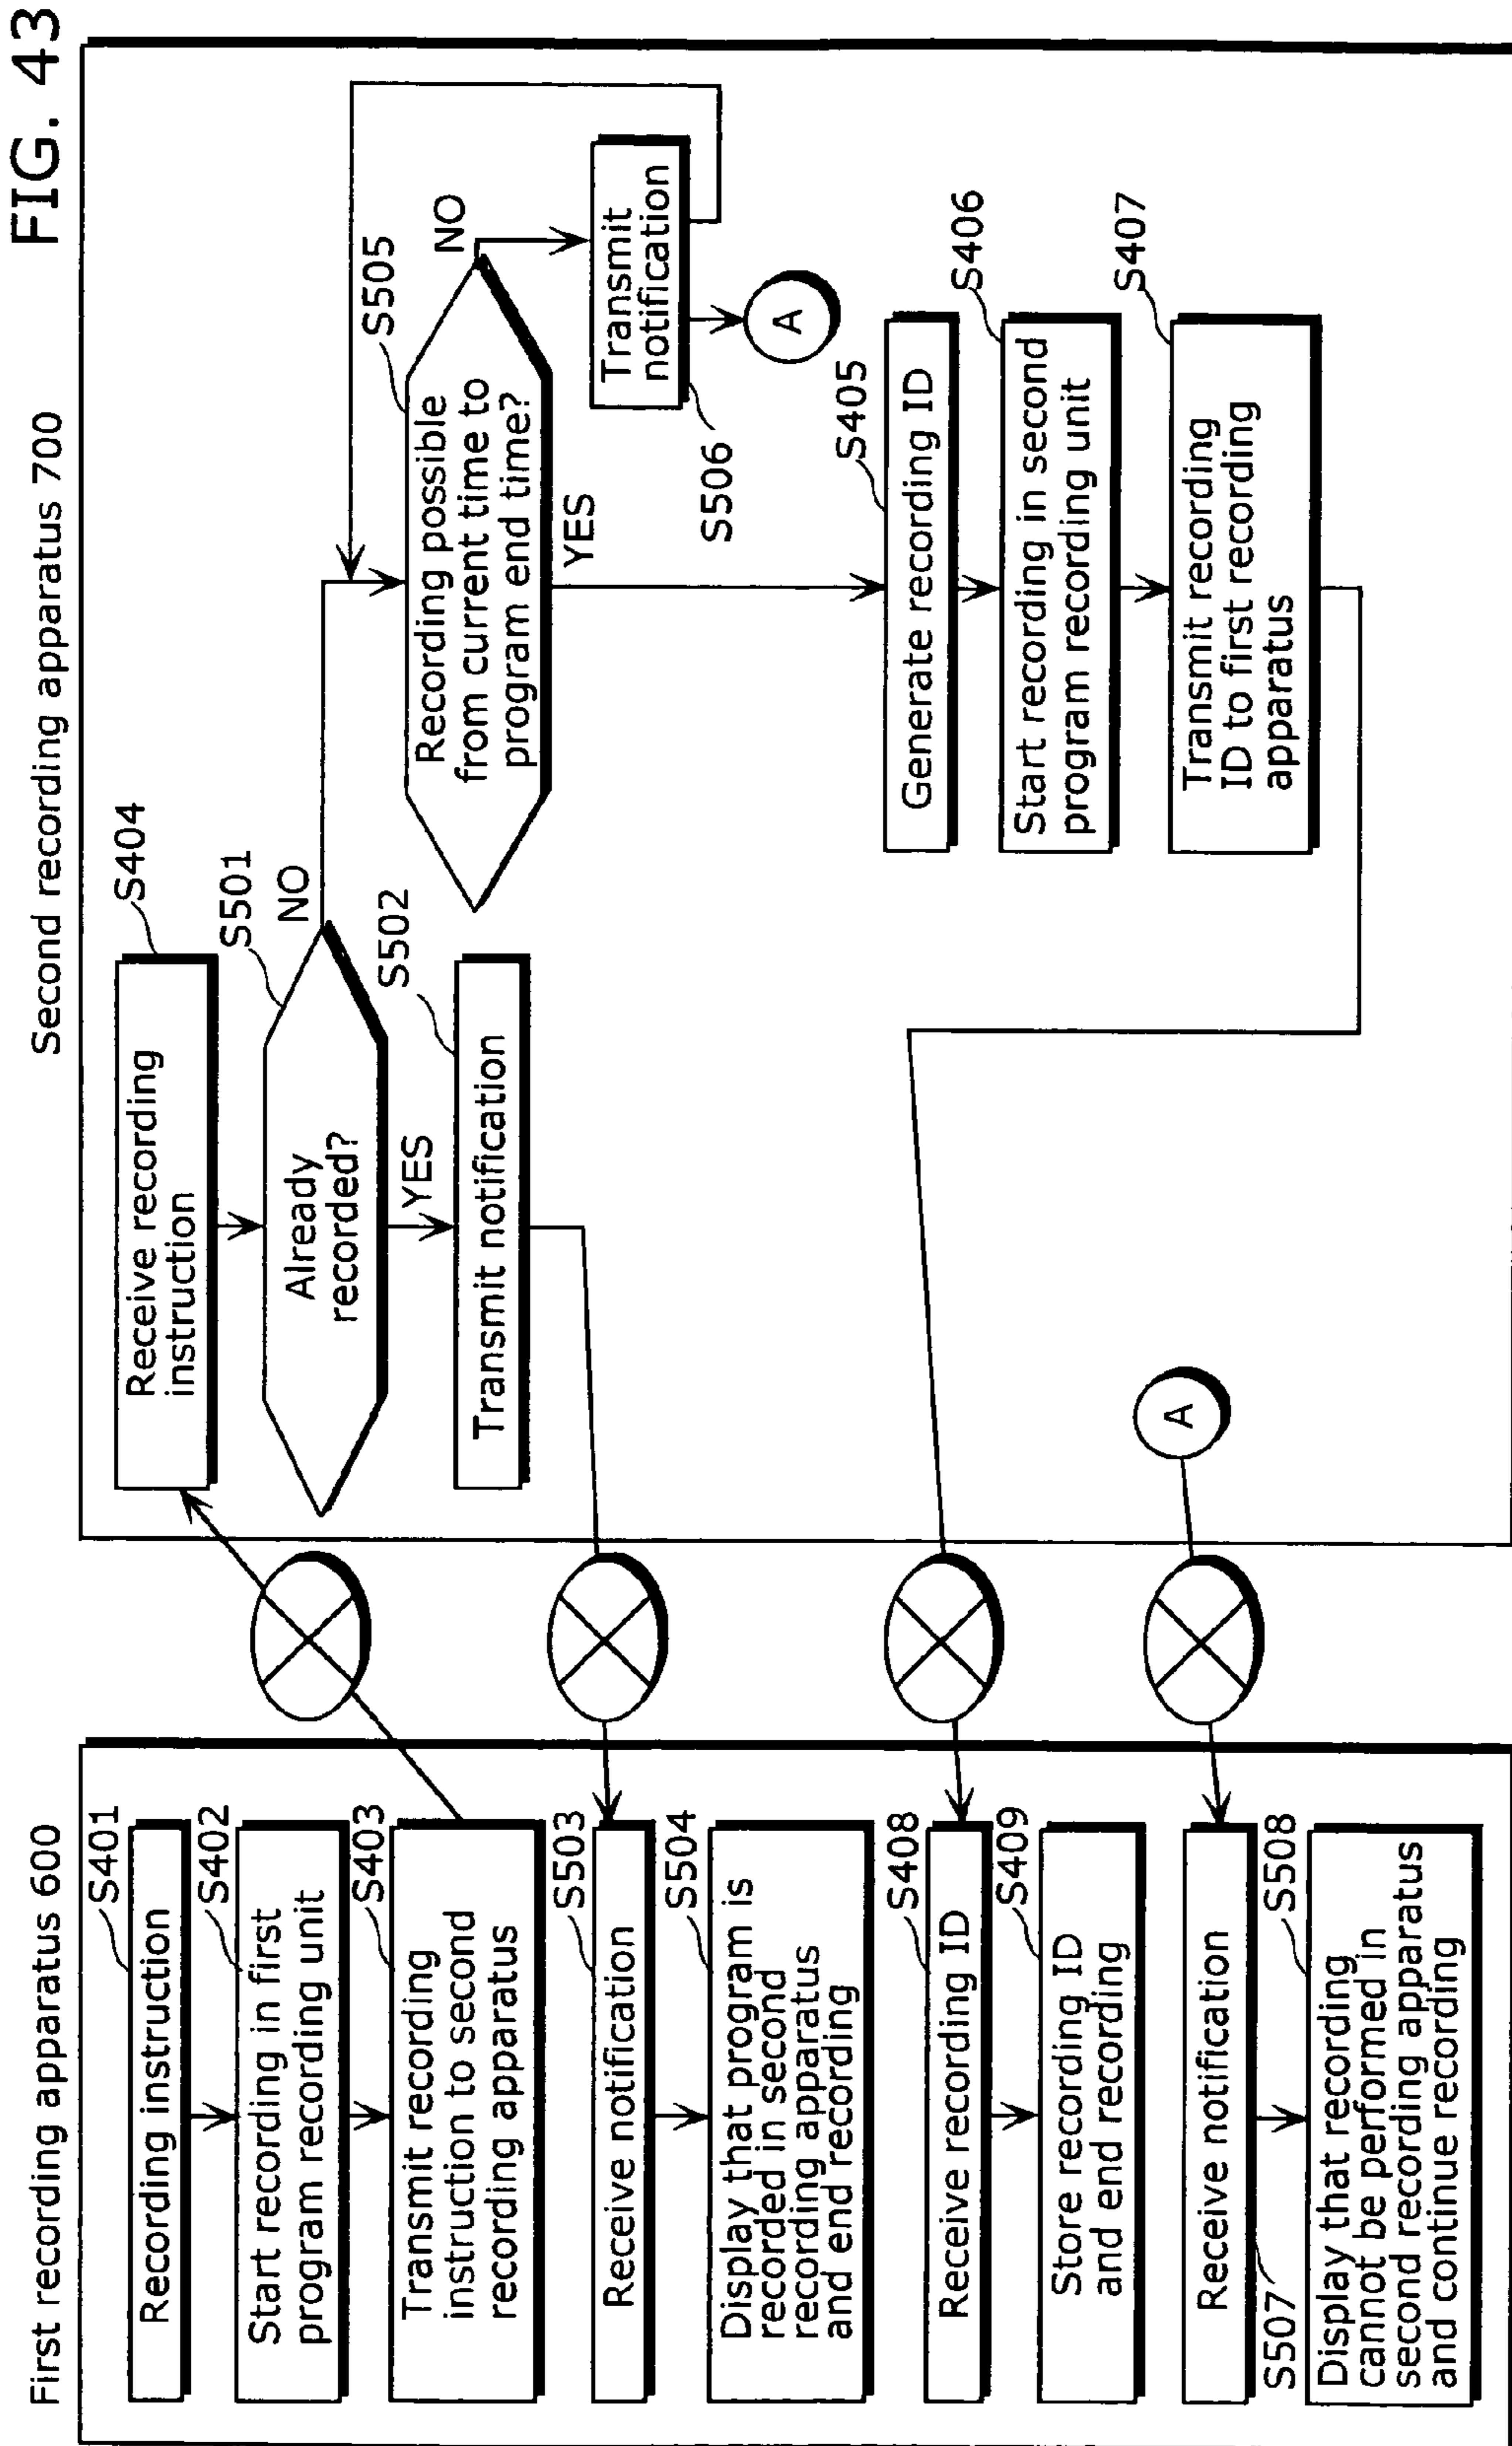 FIG. 43
First recording apparatus 600
S401
Recording instruction
S402
Start recording in first
program recording unit
S403
Transmit recording
instruction to second
recording apparatus
S503
Receive notification
S504
Display that program is
recorded in second
recording apparatus
and end recording
S408
Receive recording ID
S409
Store recording ID
and end recording
Receive notification
S507
S508
Display that recording
cannot be performed in
second recording apparatus
and continue recording
Second recording apparatus 700
S404
Receive recording
instruction
S501
Already
recorded?
NO
YES
S502
Transmit notification
S505
Recording possible
from current time to
program end time?
NO
YES
Transmit
notification
S506
A
S405
Generate recording ID
S406
Start recording in second
program recording unit
S407
Transmit recording
ID to first recording
apparatus
A